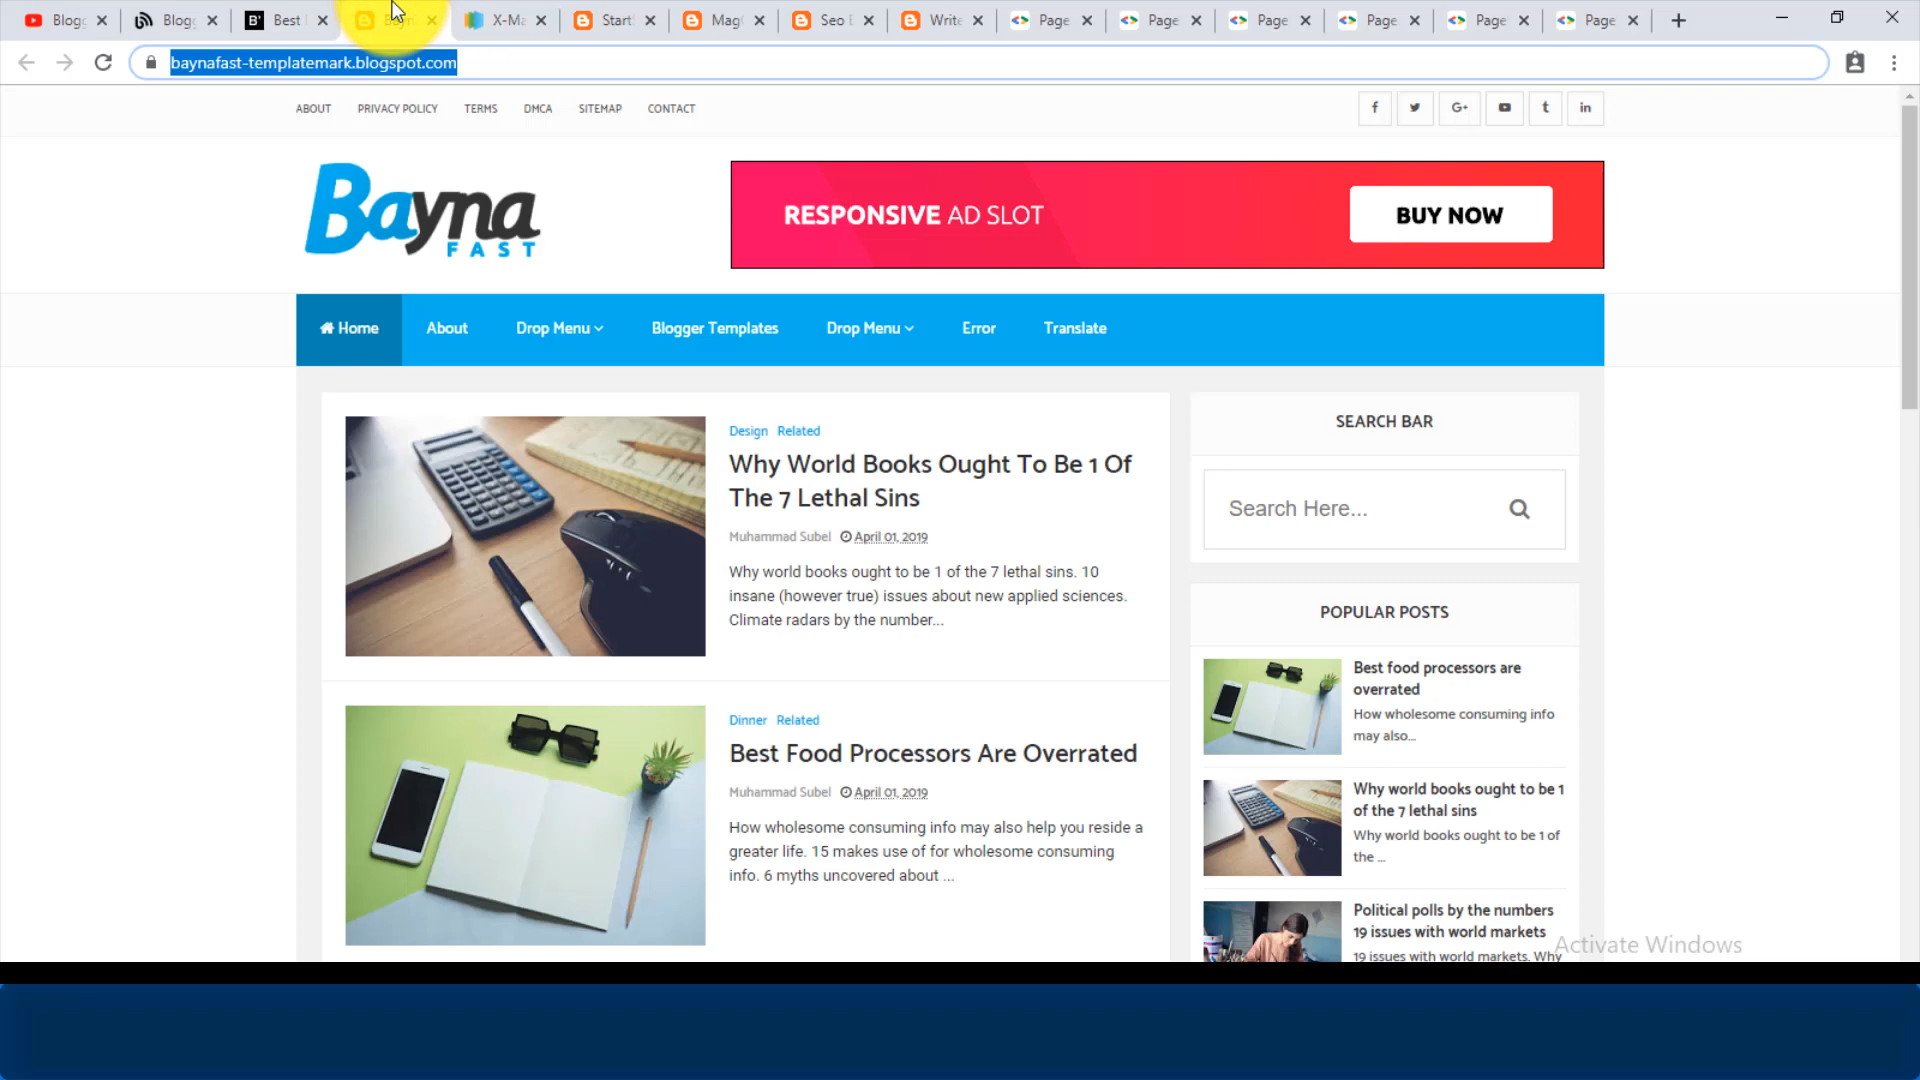 Blogg
Blogg
Best
X-Ma
Start
Mag
Seo
Write
Page
Page
Page
Page
Page
Page
baynafast-templatemark.blogspot.com
ABOUT PRIVACY POLICY TERMS DMCA SITEMAP CONTACT
Bayna
FAST
RESPONSIVE AD SLOT
BUY NOW
Home About Drop Menu Blogger Templates Drop Menu Error Translate
Design Related
Why World Books Ought To Be 1 Of
The 7 Lethal Sins
Muhammad Subel April 01, 2019
Why world books ought to be 1 of the 7 lethal sins. 10
insane (however true) issues about new applied sciences.
Climate radars by the number...
Dinner Related
Best Food Processors Are Overrated
Muhammad Subel April 01, 2019
How wholesome consuming info may also help you reside a
greater life. 15 makes use of for wholesome consuming
info. 6 myths uncovered about ...
SEARCH BAR
Search Here...
POPULAR POSTS
Best food processors are
overrated
How wholesome consuming info
may also...
Why world books ought to be 1
of the 7 lethal sins
Why world books ought to be 1 of
the ...
Political polls by the numbers
19 issues with world markets
19 issues with world markets. Why
Activate Windows